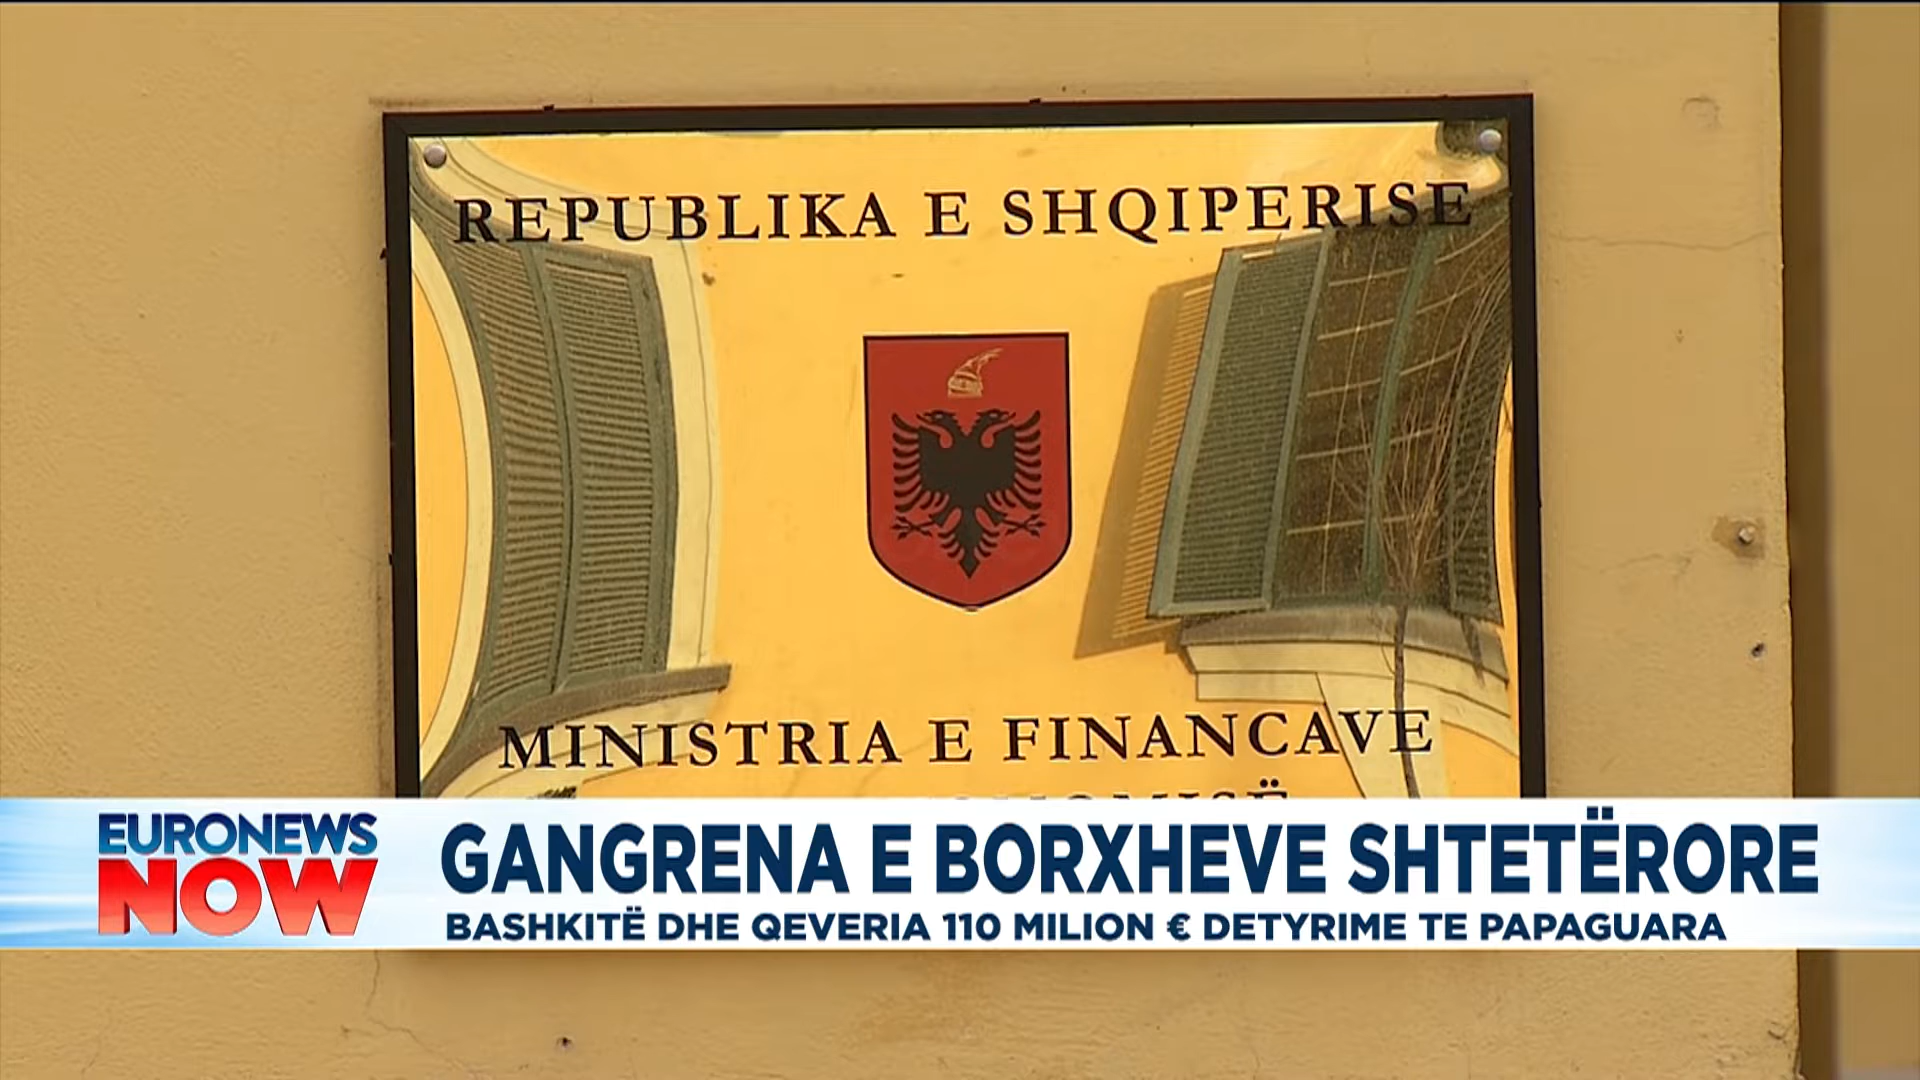 REPUBLIKA E SHQIPERISE
MINISTRIA E FINANCAVE
EURONEWS
NOW
GANGRENA E BORXHEVE SHTETËRORE
BASHKITË DHE QEVERIA 110 MILION € DETYRIME TE PAPAGUARA